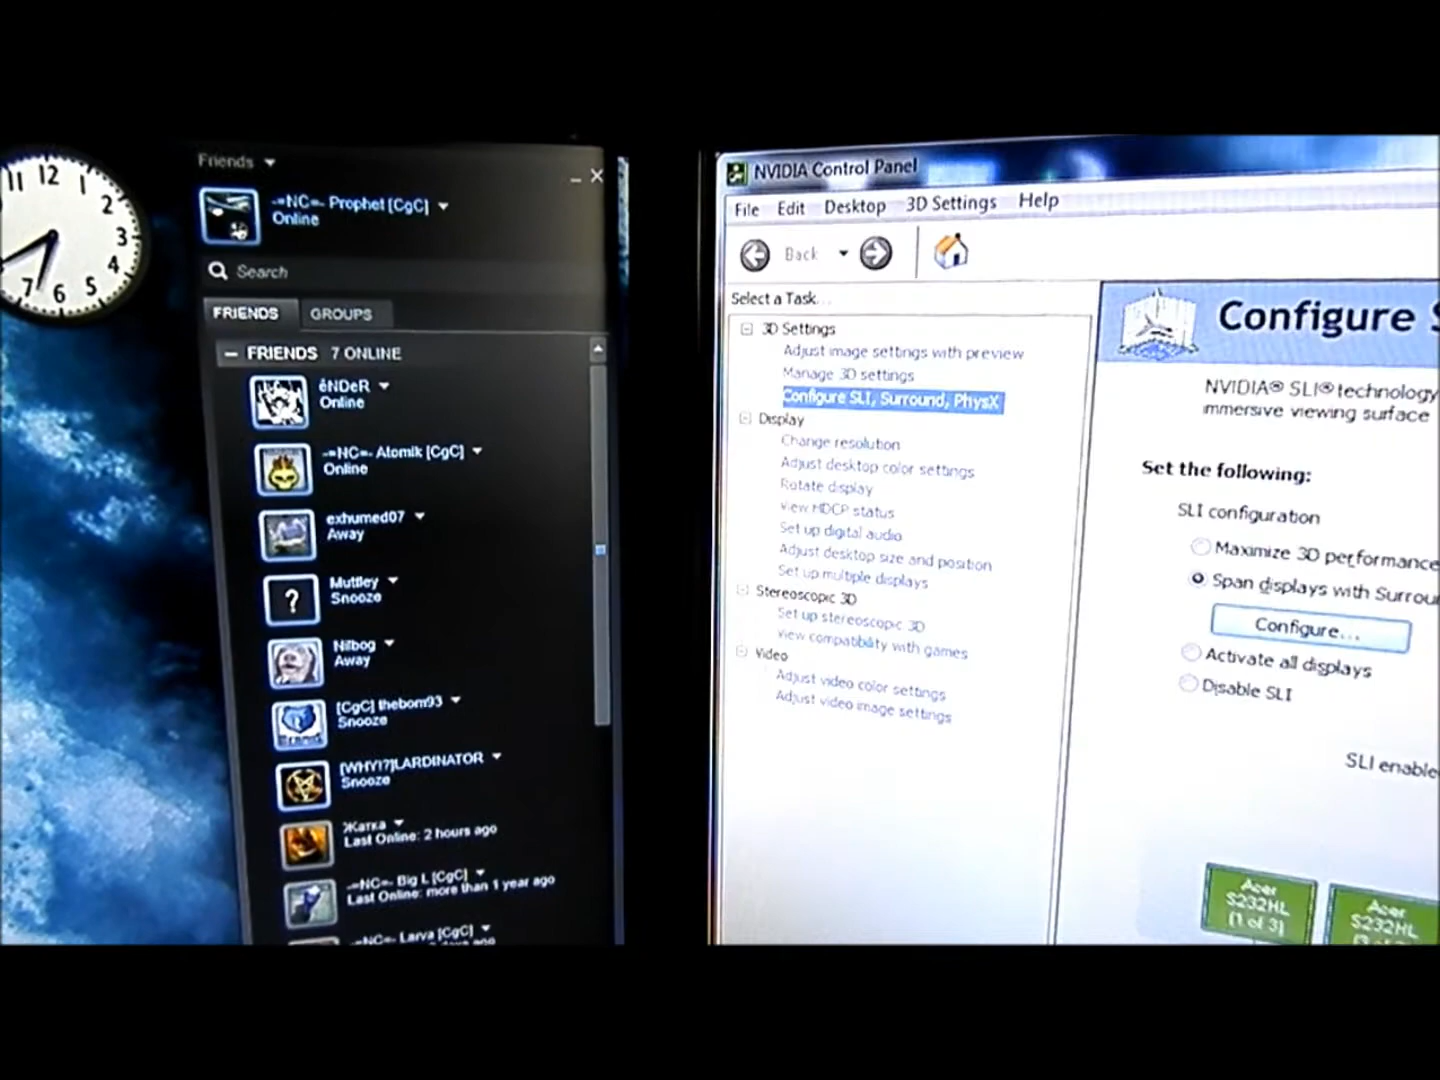 11 12 1
2
3
4
5
6
7
Friends
-=NC=- Prophet [CgC]
Online
Search
FRIENDS GROUPS
FRIENDS 7 ONLINE
êNDeR
Online
-=NC=- Atomik [CgC]
Online
exhumed07
Away
?
Muttley
Snooze
Nilbog
Away
[CgC] thebom93
Snooze
[WHY!?]LARDINATOR
Snooze
Жатка
Last Online: 2 hours ago
-=NC=- Big L [CgC]
Last Online: more than 1 year ago
-=NC=- Larva [CgC]
NVIDIA Control Panel
File Edit Desktop 3D Settings Help
Back
Select a Task...
3D Settings
Adjust image settings with preview
Manage 3D settings
Configure SLI, Surround, PhysX
Display
Change resolution
Adjust desktop color settings
Rotate display
View HDCP status
Set up digital audio
Adjust desktop size and position
Set up multiple displays
Stereoscopic 3D
Set up stereoscopic 3D
View compatibility with games
Video
Adjust video color settings
Adjust video image settings
Configure
NVIDIA® SLI® technology
immersive viewing surface
Set the following:
SLI configuration
Maximize 3D performance
Span displays with Surrou
Configure...
Activate all displays
Disable SLI
SLI enable
Acer
S232HL
(1 of 3)
Acer
S232HL